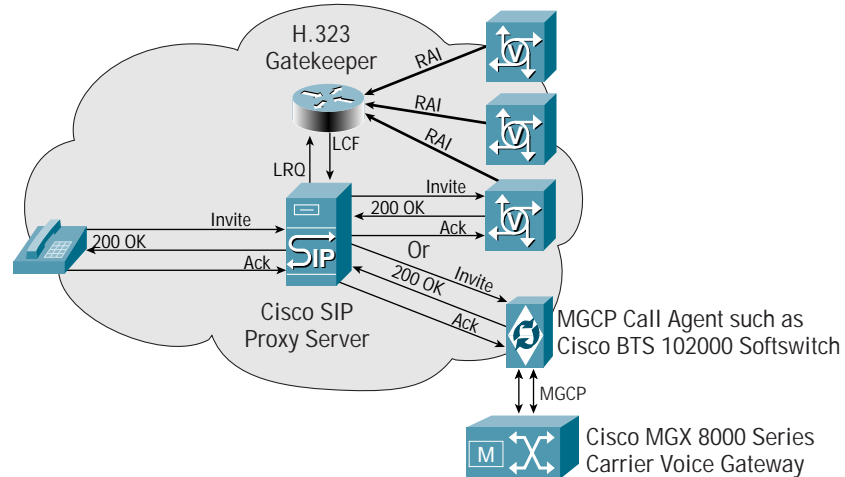 H.323
Gatekeeper
RAI
V
RAI
V
RAI
LCF
LRQ
Invite
200 OK
V
Invite
200 OK
Ack
Ack
SIP
Or
Invite
200 OK
Ack
Cisco SIP
Proxy Server
MGCP Call Agent such as
Cisco BTS 102000 Softswitch
MGCP
M
Cisco MGX 8000 Series
Carrier Voice Gateway